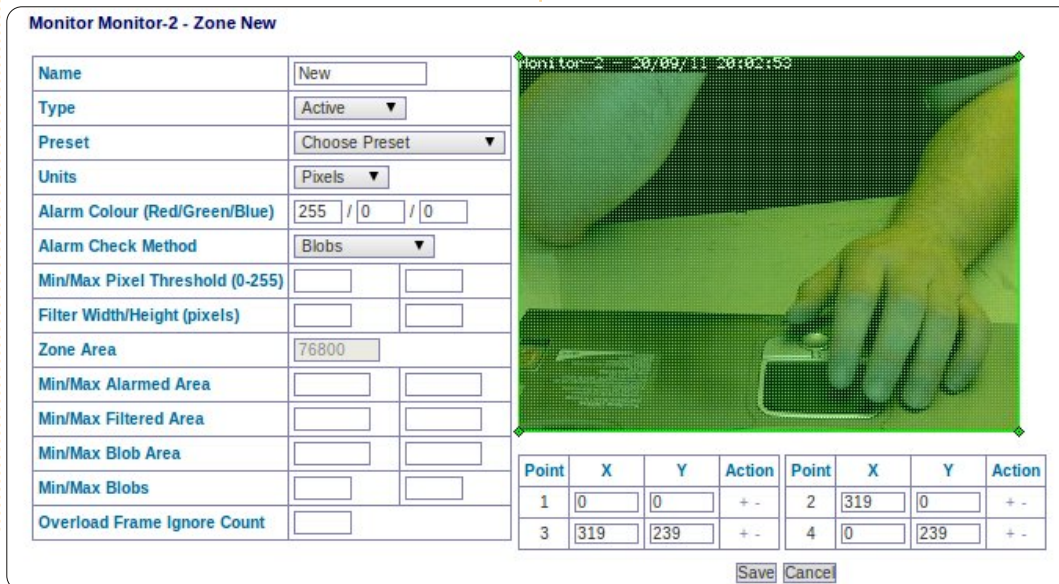 Monitor Monitor-2 - Zone New
Name New
Type Active
Preset Choose Preset
Units Pixels
Alarm Colour (Red/Green/Blue) 255 / 0 / 0
Alarm Check Method Blobs
Min/Max Pixel Threshold (0-255)
Filter Width/Height (pixels)
Zone Area 76800
Min/Max Alarmed Area
Min/Max Filtered Area
Min/Max Blob Area
Min/Max Blobs
Overload Frame Ignore Count
Monitor-2 - 20/09/11 20:02:53
Point X Y Action Point X Y Action
1 0 0 + - 2 319 0 + -
3 319 239 + - 4 0 239 + -
Save Cancel